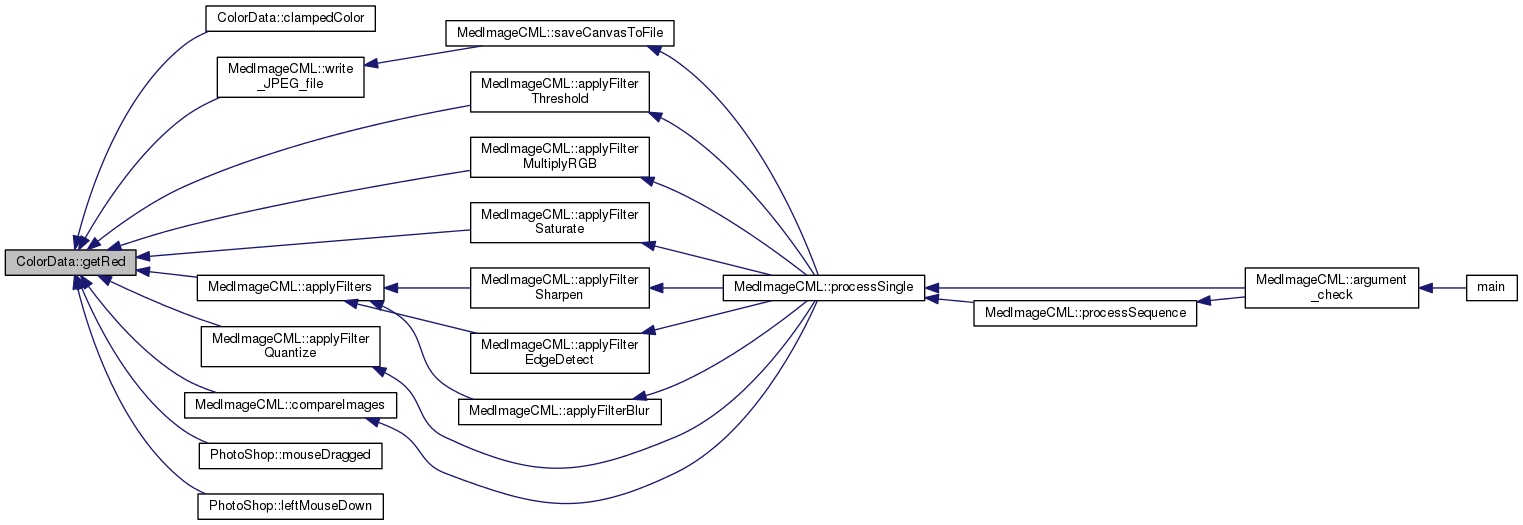 ColorData::getRed
ColorData::clampedColor
MedImageCML::write
_JPEG_file
MedImageCML::saveCanvasToFile
MedImageCML::applyFilter
Threshold
MedImageCML::applyFilter
MultiplyRGB
MedImageCML::applyFilter
Saturate
MedImageCML::applyFilters
MedImageCML::applyFilter
Sharpen
MedImageCML::applyFilter
EdgeDetect
MedImageCML::applyFilterBlur
MedImageCML::applyFilter
Quantize
MedImageCML::compareImages
PhotoShop::mouseDragged
PhotoShop::leftMouseDown
MedImageCML::processSingle
MedImageCML::processSequence
MedImageCML::argument
_check
main